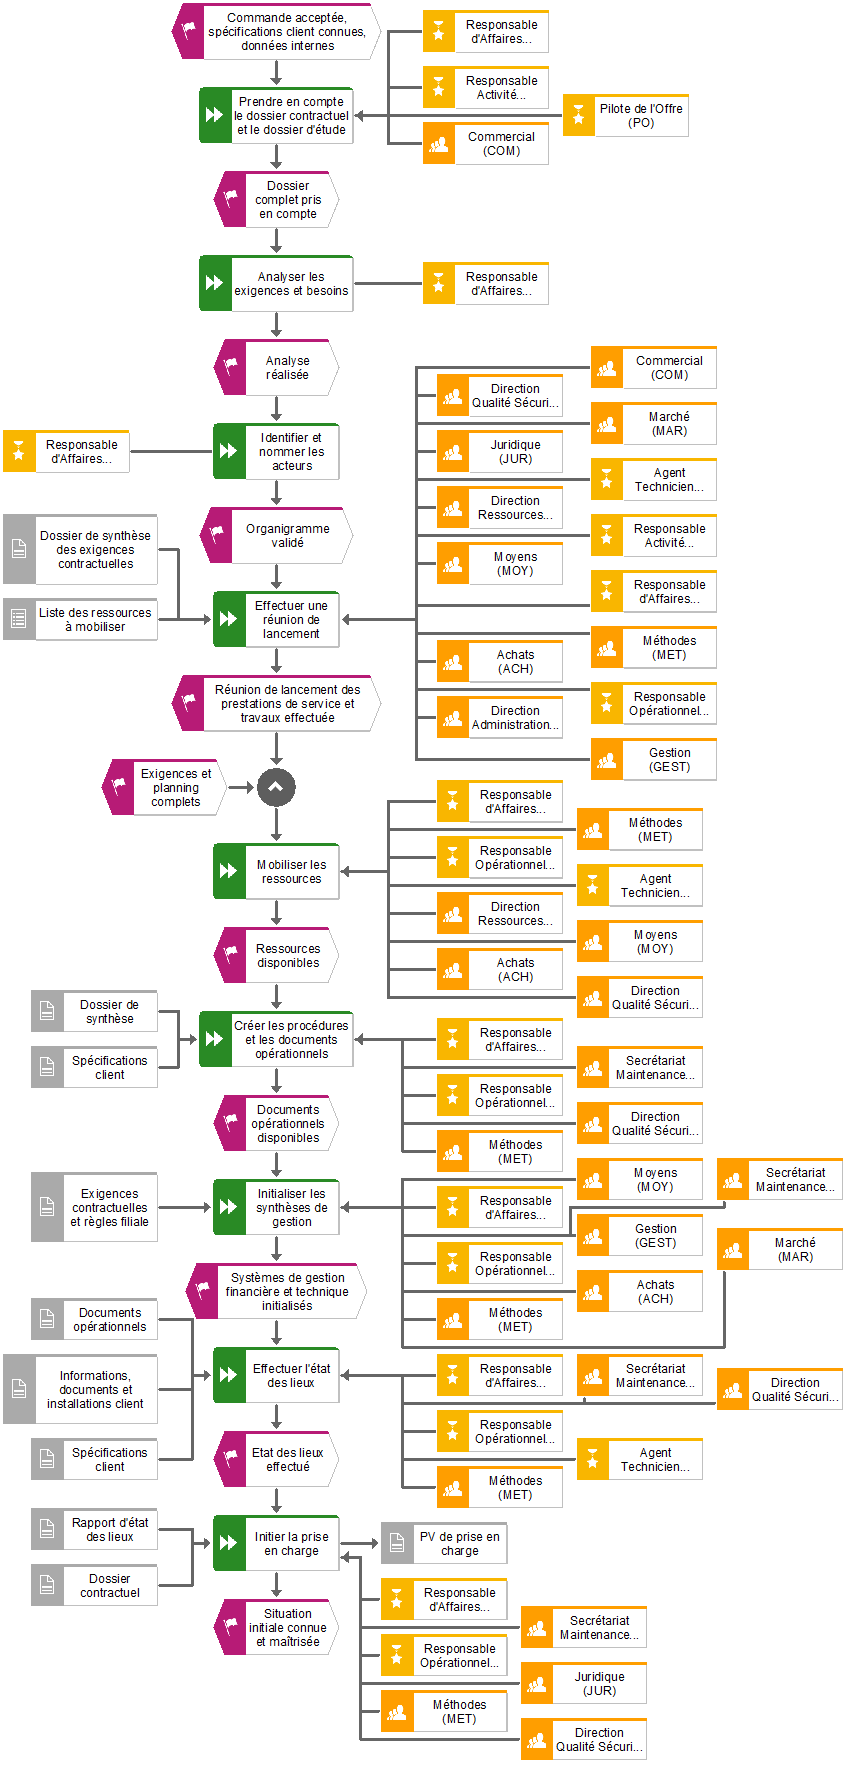 Commande acceptée,
spécifications client connues,
données internes
Responsable
d'Affaires...
Responsable
Activité...
Prendre en compte
le dossier contractuel
et le dossier d'étude
Pilote de l'Offre
(PO)
Commercial
(COM)
Dossier
complet pris
en compte
Analyser les
exigences et besoins
Responsable
d'Affaires...
Analyse
réalisée
Commercial
(COM)
Direction
Qualité Sécuri...
Marché
(MAR)
Responsable
d'Affaires...
Identifier et
nommer les
acteurs
Juridique
(JUR)
Agent
Technicien...
Direction
Ressources...
Organigramme
validé
Responsable
Activité...
Dossier de synthèse
des exigences
contractuelles
Moyens
(MOY)
Responsable
d'Affaires...
Liste des ressources
à mobiliser
Effectuer une
réunion de
lancement
Méthodes
(MET)
Achats
(ACH)
Réunion de lancement des
prestations de service et
travaux effectuée
Responsable
Opérationnel...
Direction
Administration...
Gestion
(GEST)
Exigences et
planning
complets
Responsable
d'Affaires...
Méthodes
(MET)
Mobiliser les
ressources
Responsable
Opérationnel...
Agent
Technicien...
Direction
Ressources...
Moyens
(MOY)
Ressources
disponibles
Achats
(ACH)
Direction
Qualité Sécuri...
Dossier de
synthèse
Créer les procédures
et les documents
opérationnels
Responsable
d'Affaires...
Spécifications
client
Secrétariat
Maintenance...
Responsable
Opérationnel...
Documents
opérationnels
disponibles
Direction
Qualité Sécuri...
Méthodes
(MET)
Moyens
(MOY)
Secrétariat
Maintenance...
Exigences
contractuelles
et règles filiale
Initialiser les
synthèses de
gestion
Responsable
d'Affaires...
Gestion
(GEST)
Marché
(MAR)
Responsable
Opérationnel...
Systèmes de gestion
financière et technique
initialisés
Achats
(ACH)
Documents
opérationnels
Méthodes
(MET)
Effectuer l'état
des lieux
Responsable
d'Affaires...
Secrétariat
Maintenance...
Informations,
documents et
installations client
Direction
Qualité Sécuri...
Responsable
Opérationnel...
Spécifications
client
Etat des lieux
effectué
Agent
Technicien...
Méthodes
(MET)
Rapport d'état
des lieux
Initier la prise
en charge
PV de prise en
charge
Dossier
contractuel
Responsable
d'Affaires...
Situation
initiale connue
et maîtrisée
Secrétariat
Maintenance...
Responsable
Opérationnel...
Juridique
(JUR)
Méthodes
(MET)
Direction
Qualité Sécuri...